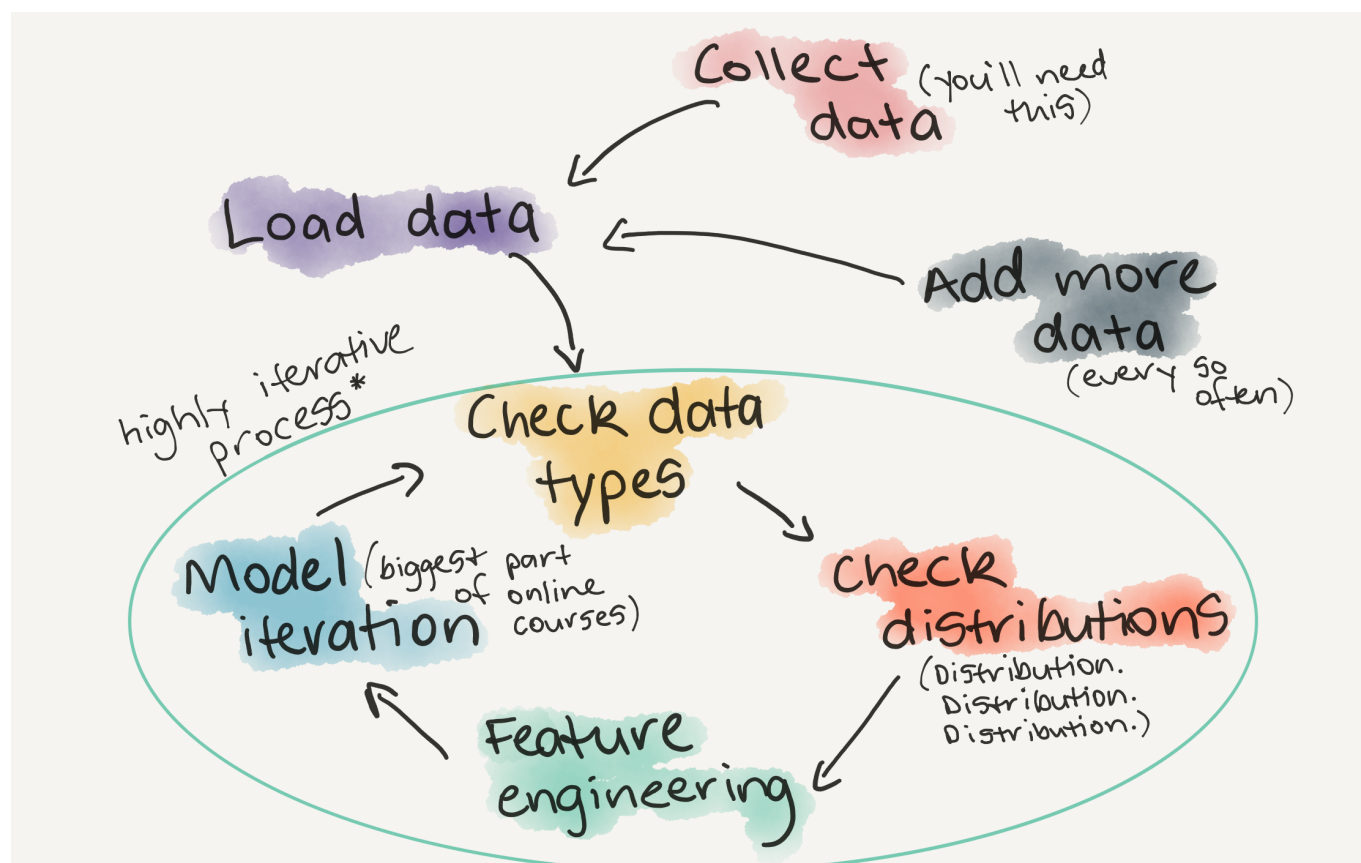 Collect
data
(you'll need
this)
Load data
Add more
data
(every so
often)
highly iterative
process*
Check data
types
Model
iteration
(biggest part
of online
courses)
check
distributions
(Distribution.
Distribution.
Distribution.)
Feature
engineering